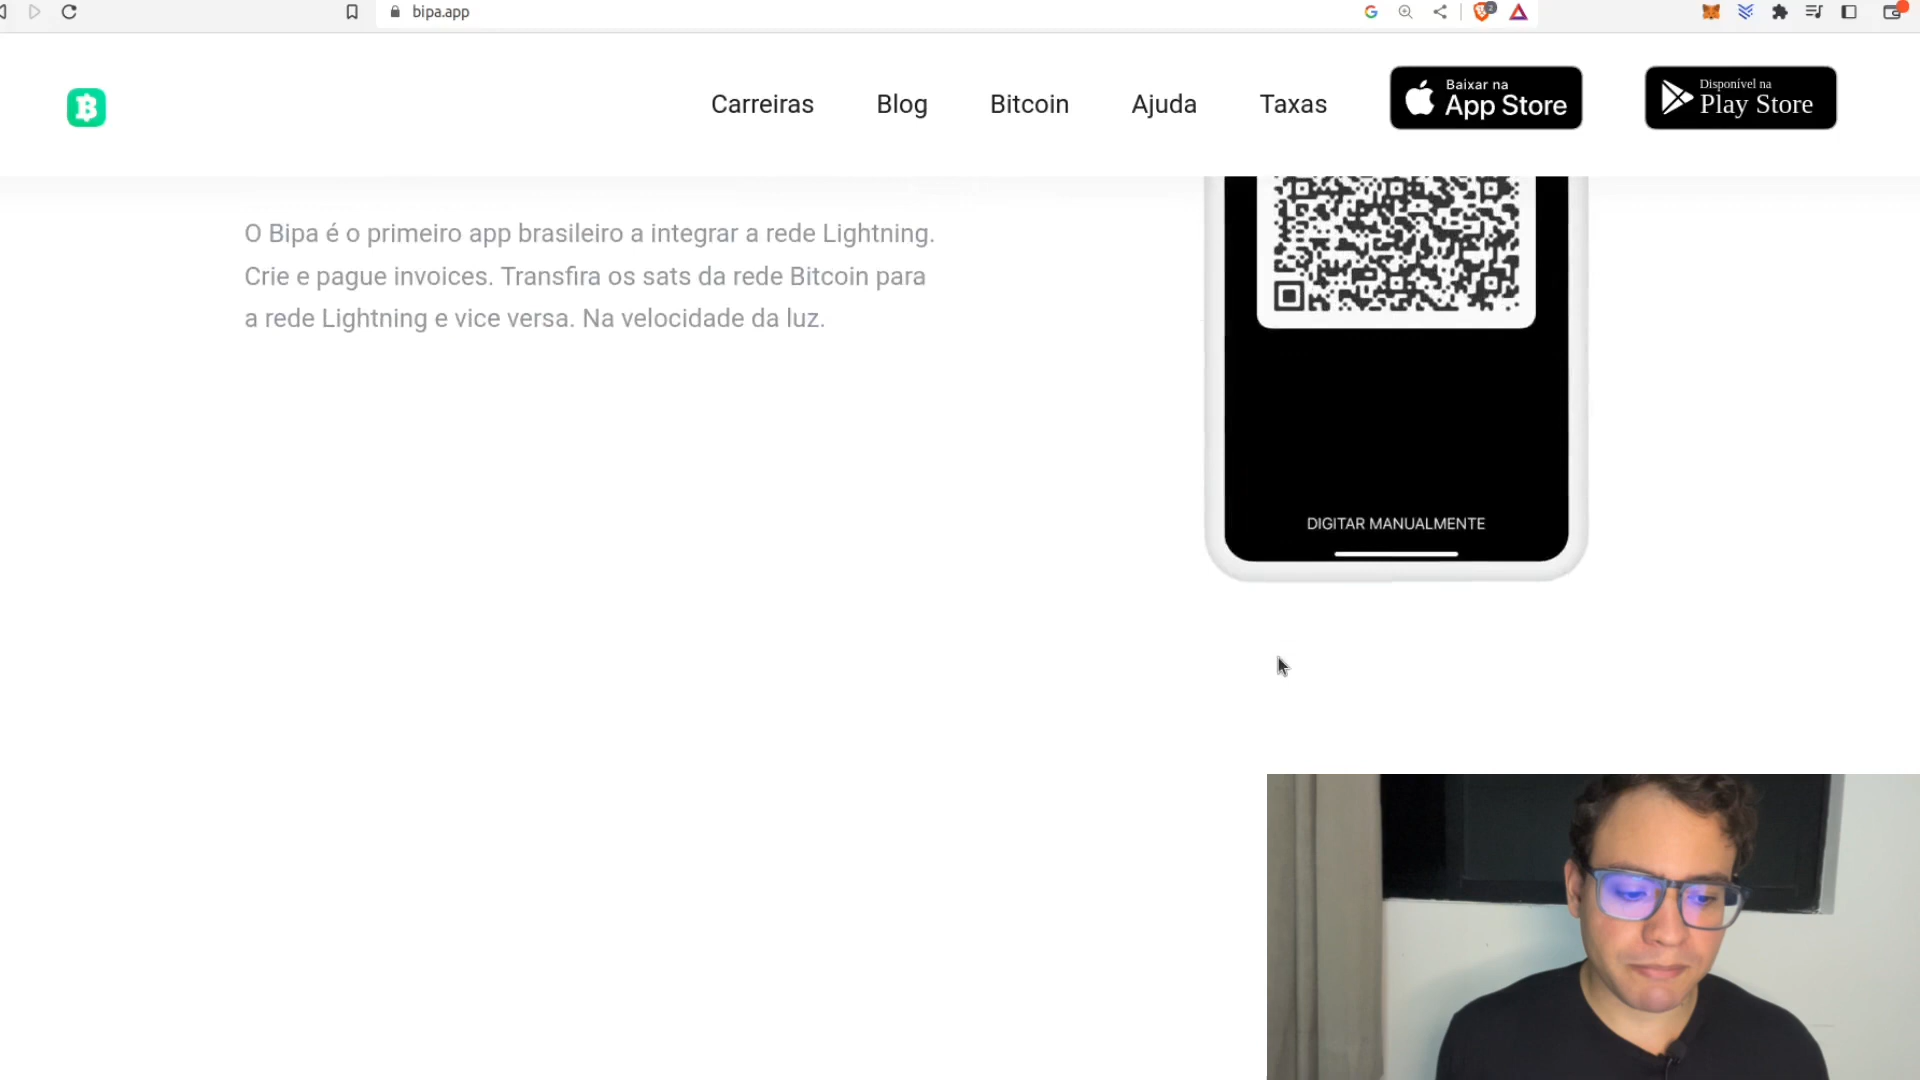 bipa.app
2
Carreiras
Blog
Bitcoin
Ajuda
Taxas
Baixar na
App Store
Disponível na
Play Store
O Bipa é o primeiro app brasileiro a integrar a rede Lightning.
Crie e pague invoices. Transfira os sats da rede Bitcoin para
a rede Lightning e vice versa. Na velocidade da luz.
DIGITAR MANUALMENTE